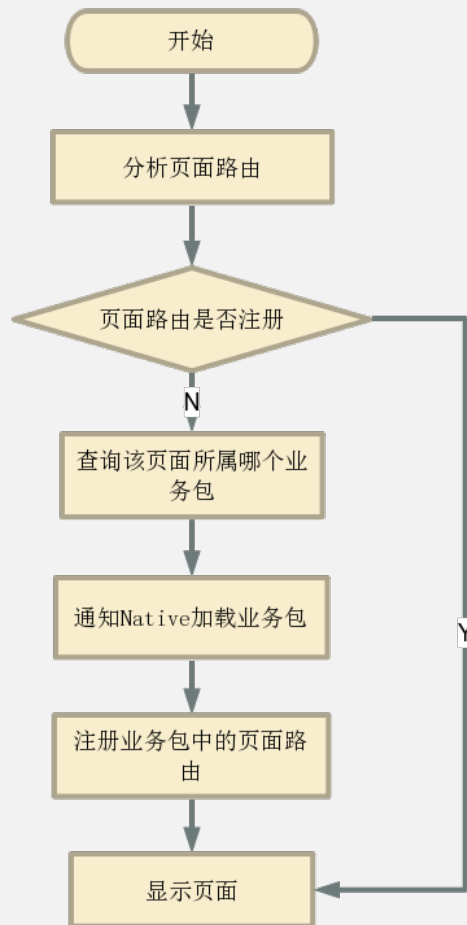 开始
分析页面路由
页面路由是否注册
N
查询该页面所属哪个业
务包
通知Native加载业务包
Y
注册业务包中的页面路
由
显示页面